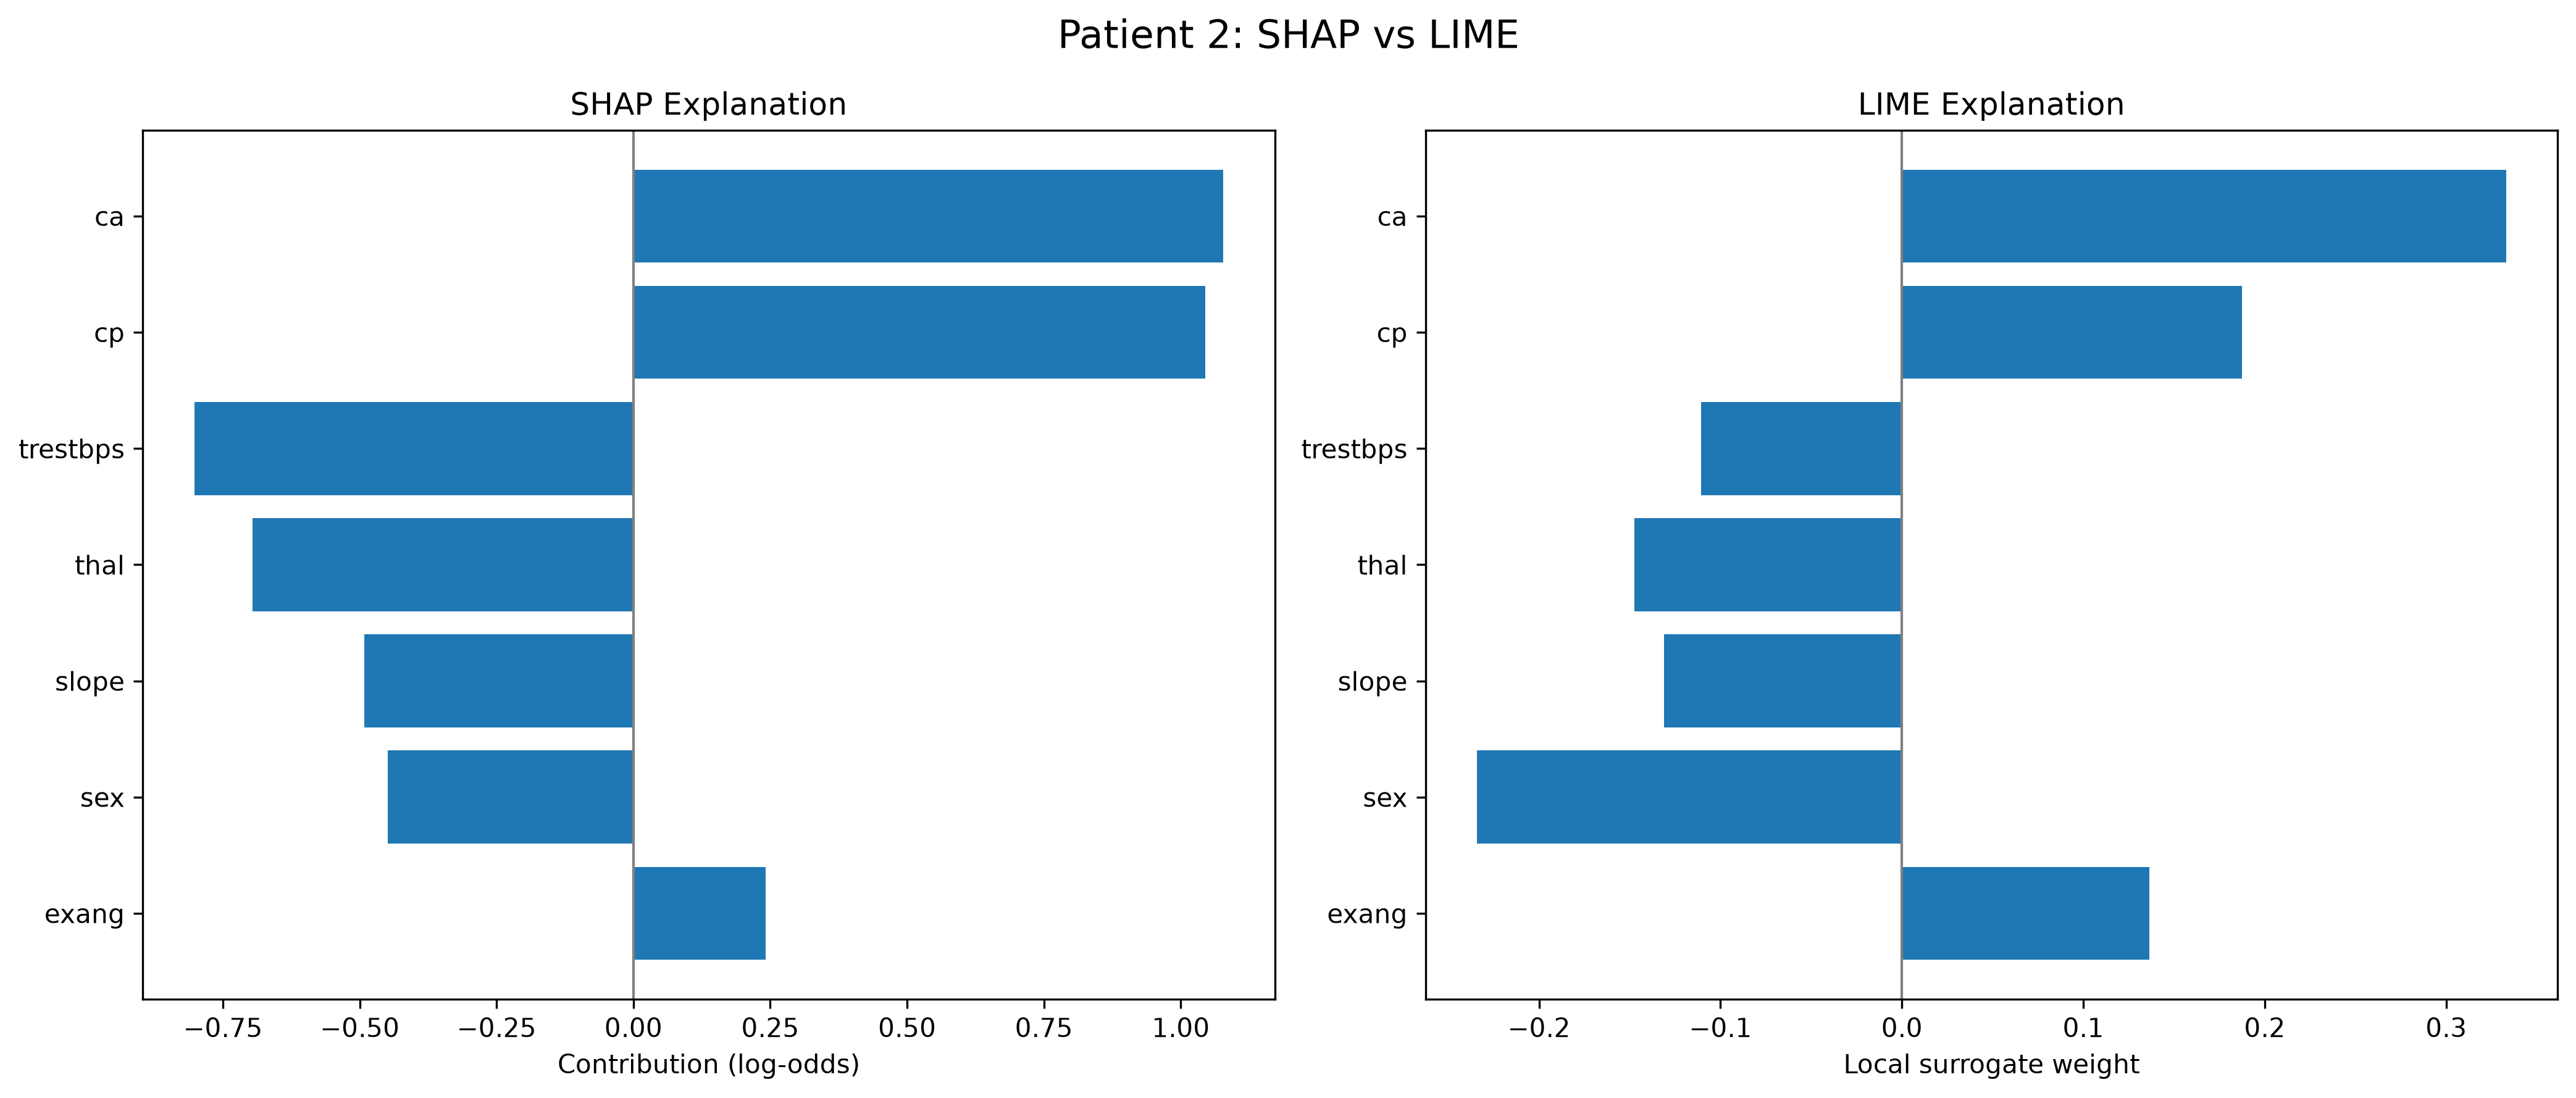 Patient 2: SHAP vs LIME
SHAP Explanation
ca
cp
trestbps
thal
slope
sex
exang
−0.75 −0.50 −0.25 0.00 0.25 0.50 0.75 1.00
Contribution (log-odds)
LIME Explanation
ca
cp
trestbps
thal
slope
sex
exang
−0.2 −0.1 0.0 0.1 0.2 0.3
Local surrogate weight